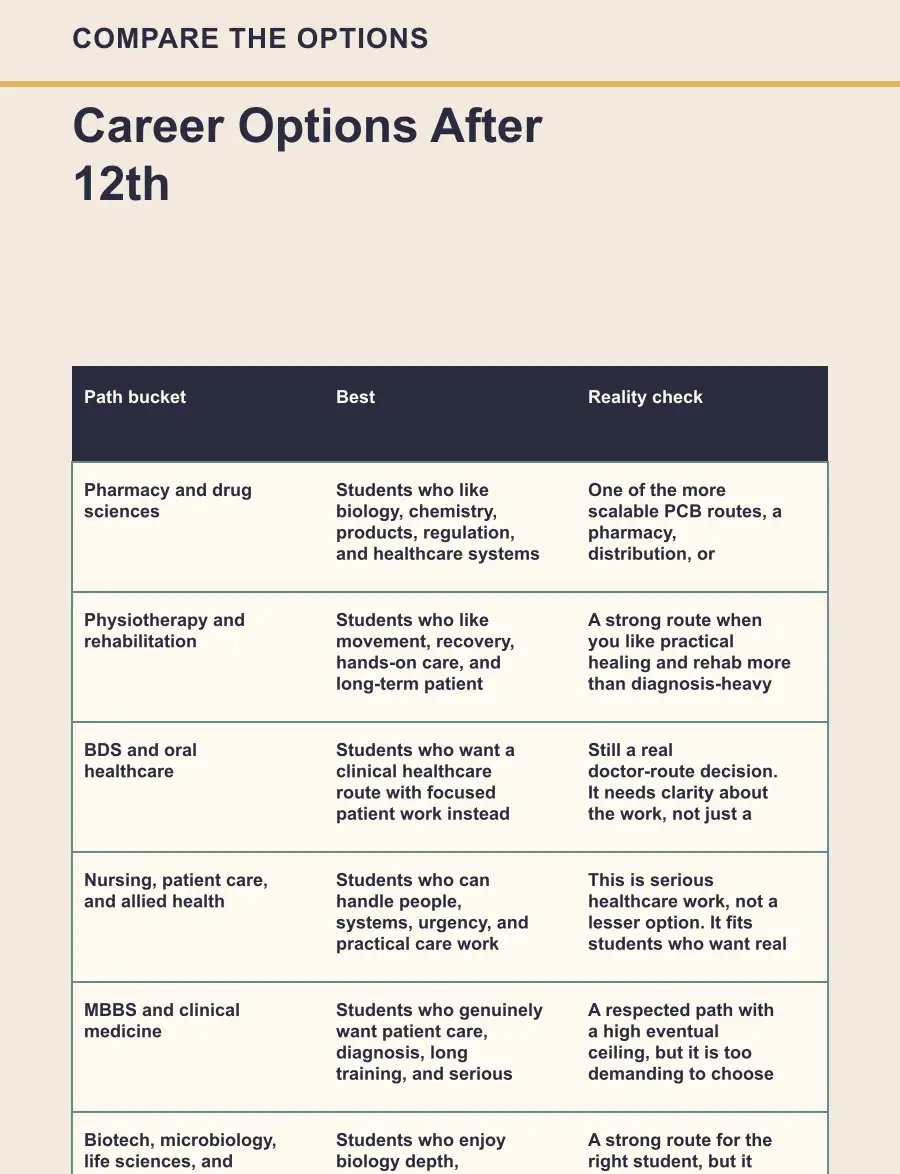 COMPARE THE OPTIONS
Career Options After
12th
Path bucket
Best
Reality check
Pharmacy and drug
sciences
Students who like
biology, chemistry,
products, regulation,
and healthcare systems
One of the more
scalable PCB routes, a
pharmacy,
distribution, or
Physiotherapy and
rehabilitation
Students who like
movement, recovery,
hands-on care, and
long-term patient
A strong route when
you like practical
healing and rehab more
than diagnosis-heavy
BDS and oral
healthcare
Students who want a
clinical healthcare
route with focused
patient work instead
Still a real
doctor-route decision.
It needs clarity about
the work, not just a
Nursing, patient care,
and allied health
Students who can
handle people,
systems, urgency, and
practical care work
This is serious
healthcare work, not a
lesser option. It fits
students who want real
MBBS and clinical
medicine
Students who genuinely
want patient care,
diagnosis, long
training, and serious
A respected path with
a high eventual
ceiling, but it is too
demanding to choose
Biotech, microbiology,
life sciences, and
Students who enjoy
biology depth,
A strong route for the
right student, but it